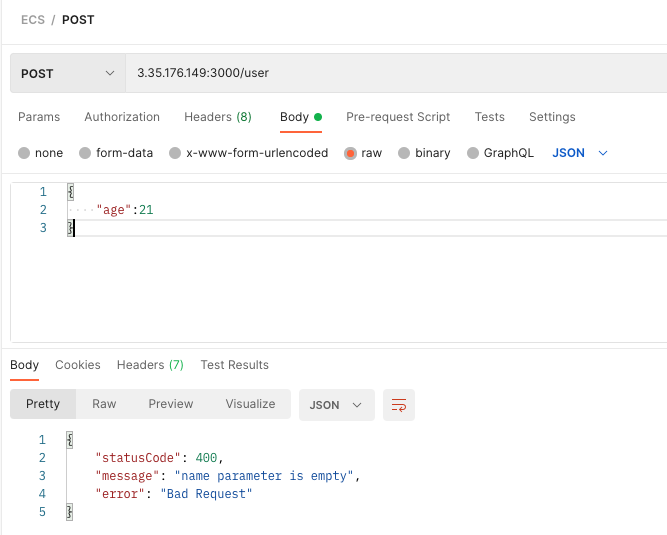 ECS / POST
POST 3.35.176.149:3000/user
Params Authorization Headers (8) Body Pre-request Script Tests Settings
none form-data x-www-form-urlencoded raw binary GraphQL JSON
1 {
2 "age":21
3 }
Body Cookies Headers (7) Test Results
Pretty Raw Preview Visualize JSON
1 {
2 "statusCode": 400,
3 "message": "name parameter is empty",
4 "error": "Bad Request"
5 }